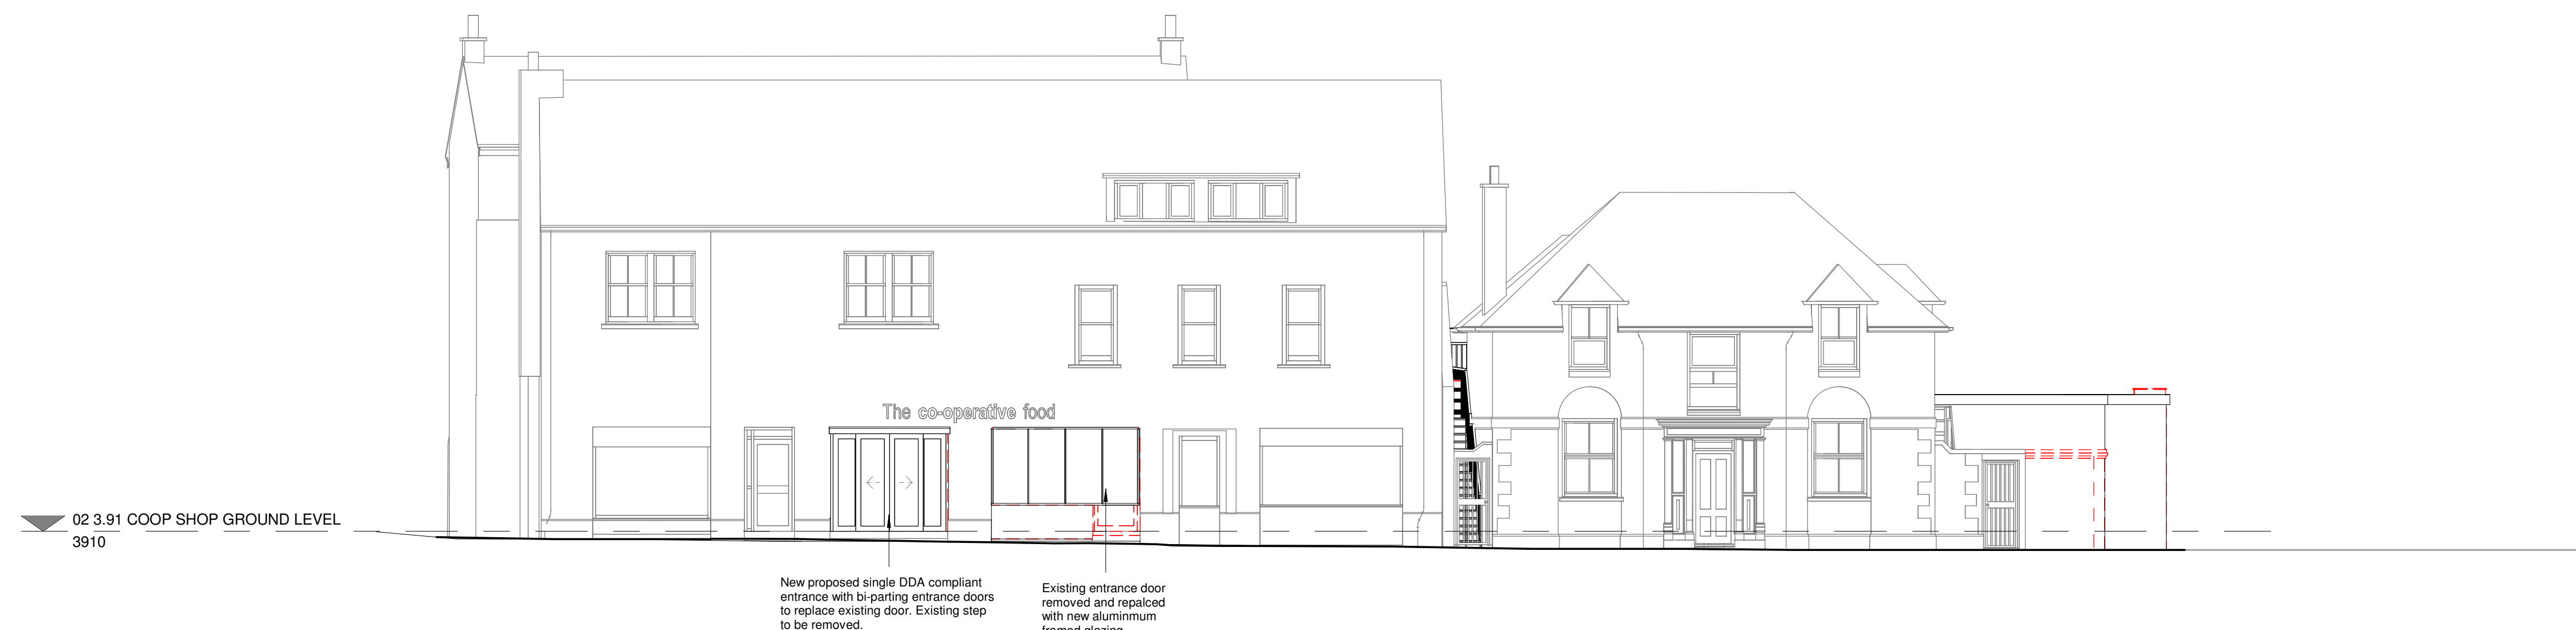 The co-operative food
02 3.91 COOP SHOP GROUND LEVEL
3910
New proposed single DDA compliant
entrance with bi-parting entrance doors
to replace existing door. Existing step
to be removed.
Existing entrance door
removed and repalced
with new aluminmum
framed glazing